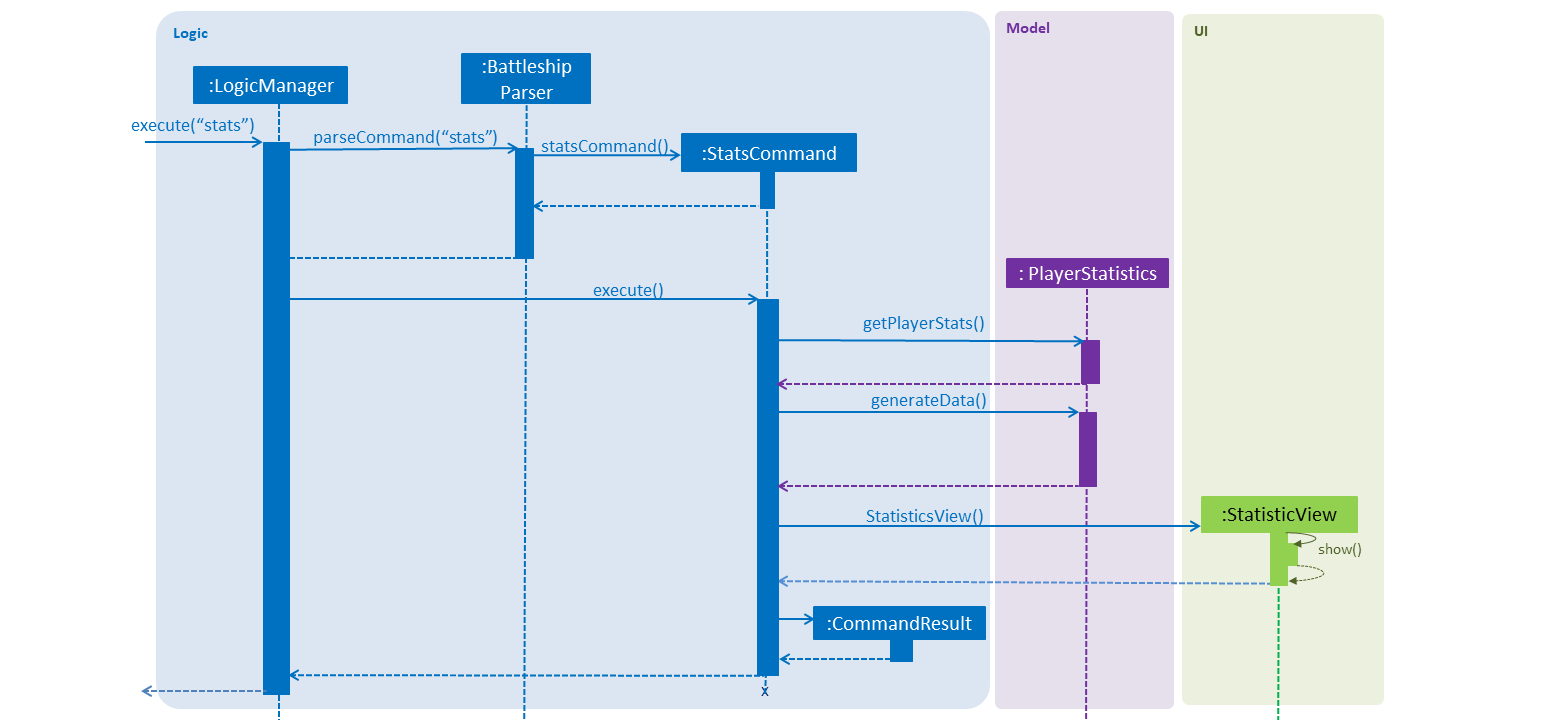 Logic
Model
UI
:Battleship
Parser
:LogicManager
execute(“stats”)
parseCommand(“stats”)
statsCommand()
:StatsCommand
: PlayerStatistics
execute()
getPlayerStats()
generateData()
StatisticsView()
:StatisticView
show()
:CommandResult
x